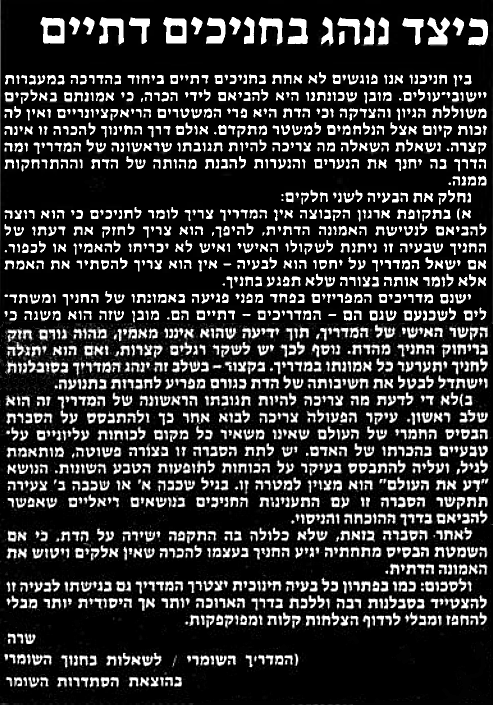 כיצד ננהג בחניכים דתיים
בין חניכנו אנו פוגשים לא אחת בחניכים דתיים ביחוד בהדרכה במעברות
יישובי־עולים. מובן שכונתנו היא להביאם לידי הכרה, כי אמונתם באלקים
משוללת הגיון והצדקה וכי הדת היא פרי המשטרים הריאקציוניריים ואין לה
זכות קיום אצל הנלחמים למשטר מתקדם. אולם דרך החינוך להכרה זו אינה
קצרה. נשאלת השאלה מה צריכה להיות תגובתו שראשונה של המדריך ומה
הדרך בה יחנך את הנערים והנערות להבנת מהותה של הדת וההתרחקות
ממנה.
נחלק את הבעיה לשני חלקים:
א) בתקופת ארגון הקבוצה אין המדריך צריך לומר לחניכים כי הוא רוצה
להביאם לנטישת האמונה הדתית, להיפך, הוא צריך לחזק את דעתו של
החניך שבעיה זו ניתנת לשקולו האישי ואיש לא יכריחו להאמין או לכפור.
אם ישאל המדריך על יחסו הוא לבעיה – אין הוא צריך להסתיר את האמת
אלא לומר אותה בצורה שלא תפגע בחניך.
ישנם מדריכים המפריזים בפחד מפני פגיעה באמונתו של החניך ומשתד־
לים לשכנעם שגם הם – המדריכים – דתיים הם. מובן שזה הוא משגה כי
הקשר האישי של המדריך, תוך ידיעה שהוא איננו מאמין, מהוה גורם חזק
בריחוק החניך מהדת. נוסף לכך יש לשקר רגלים קצרות, ואם הוא יתגלה
לחניך יתערער כל אמונתו במדריך. בקצור – בשלב זה ינהג המדריך בסובלנות
וישתדל לבטל את חשיבותה של הדת כגורם מפריע לחברות בתנועה.
ב)לא די לדעת מה צריכה להיות תגובתו הראשונה של המדריך זה הוא
שלב ראשון. עיקר הפעולה צריכה לבוא אחר כך ולהתבסס על הסברת
הבסיס החמרי של העולם שאינו משאיר כל מקום לכוחות עליוניים על־
טבעיים בהכרתו של האדם. יש לתת הסברה זו בצורה פשוטה, מותאמת
לגיל, ועליה להתבסס בעיקר על הכוחות לתופעות הטבע השונות. הנושא
"דע את העולם" הוא מצוין למטרה זו. בגיל שכבה א' או שכבה ב' צעירה
תתקשר הסברה זו עם התענינות החניכים בנושאים ריאליים שאפשר
להביאם בדרך ההוכחה והניסוי.
לאחר הסברה בזאת, שלא כלולה בה התקפה ישירה על הדת, כי אם
השמטת הבסיס מתחתיה יגיע החניך בעצמו להכרה שאין אלקים ויטוש את
האמונה הדתית.
ולסכום: כמו בפתרון כל בעיה חינוכית יצטרך המדריך גם בגישתו לבעיה זו
להצטייד בסבלנות רבה וללכת בדרך הארוכה יותר אך היסודית יותר מבלי
להחפז ומבלי לרדוף הצלחות קלות ומפוקפקות.
שרה
(המדריך השומרי / לשאלות בחנוך השומרי
בהוצאת הסתדרות השומר